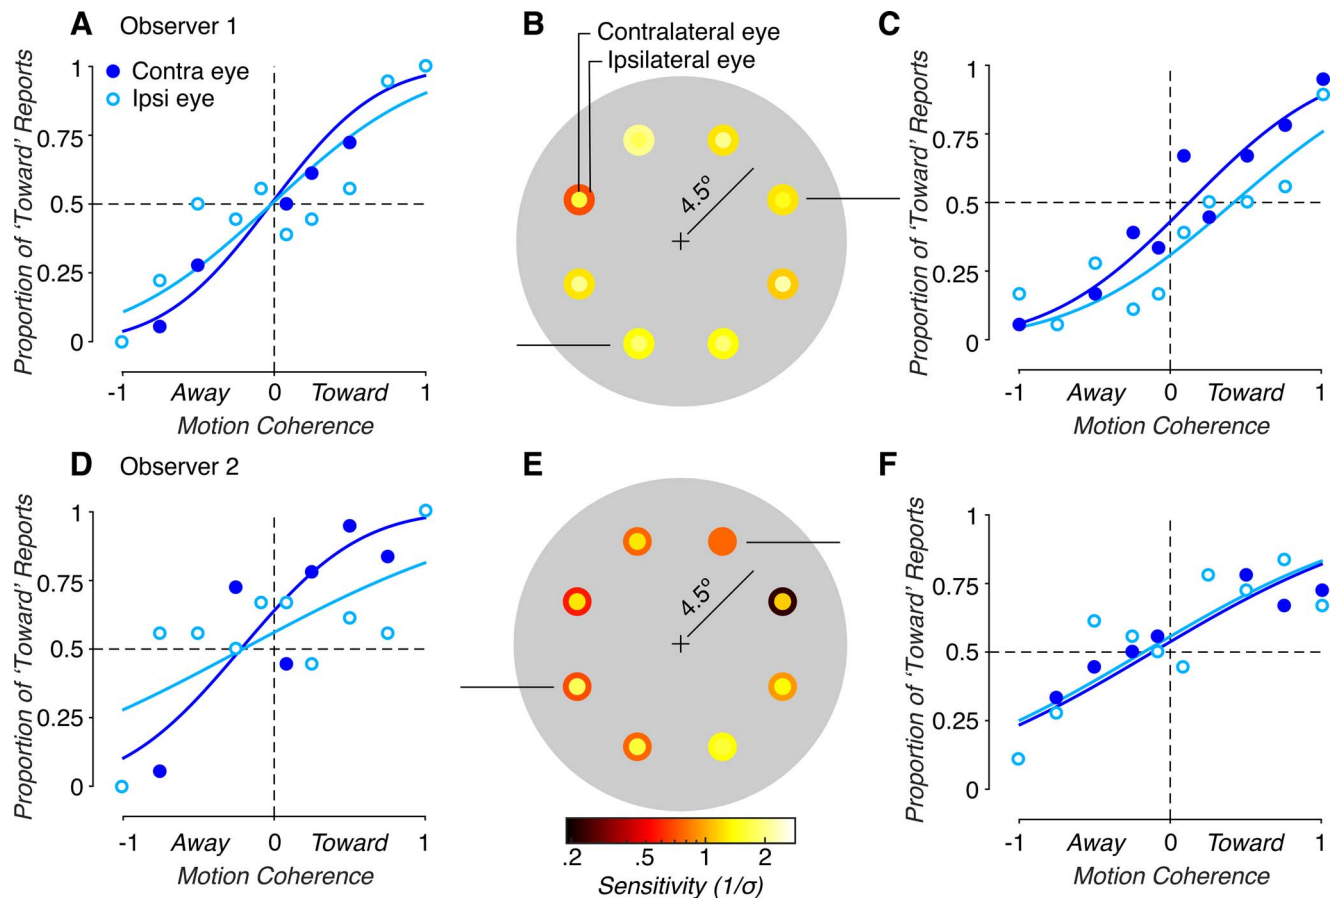 A Observer 1
Proportion of ‘Toward’ Reports
1
0.75
0.5
0.25
0
Contra eye
Ipsi eye
-1 Away 0 Toward 1
Motion Coherence
B
Contralateral eye
Ipsilateral eye
4.5º
C
Proportion of ‘Toward’ Reports
1
0.75
0.5
0.25
0
-1 Away 0 Toward 1
Motion Coherence
D Observer 2
Proportion of ‘Toward’ Reports
1
0.75
0.5
0.25
0
-1 Away 0 Toward 1
Motion Coherence
E
4.5º
.2 .5 1 2
Sensitivity (1/σ)
F
Proportion of ‘Toward’ Reports
1
0.75
0.5
0.25
0
-1 Away 0 Toward 1
Motion Coherence